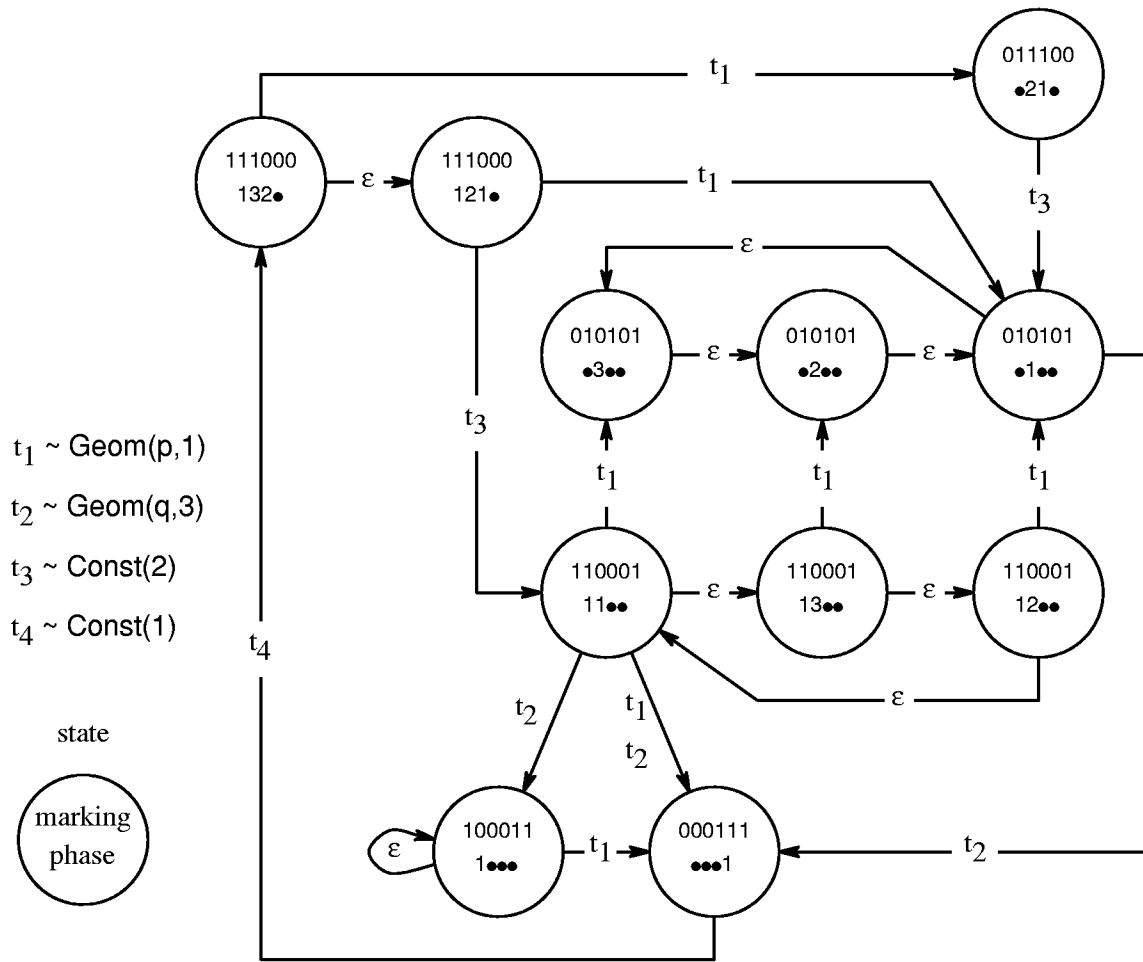 t1
011100
●21●
111000
132●
ε
111000
121●
t1
t3
ε
010101
●3●●
ε
010101
●2●●
ε
010101
●1●●
t3
t1 ~ Geom(p,1)
t1
t1
t1
t2 ~ Geom(q,3)
t3 ~ Const(2)
110001
11●●
ε
110001
13●●
ε
110001
12●●
t4 ~ Const(1)
t4
ε
t2
t1
t2
state
marking
phase
ε
100011
1●●●
t1
000111
●●●1
t2